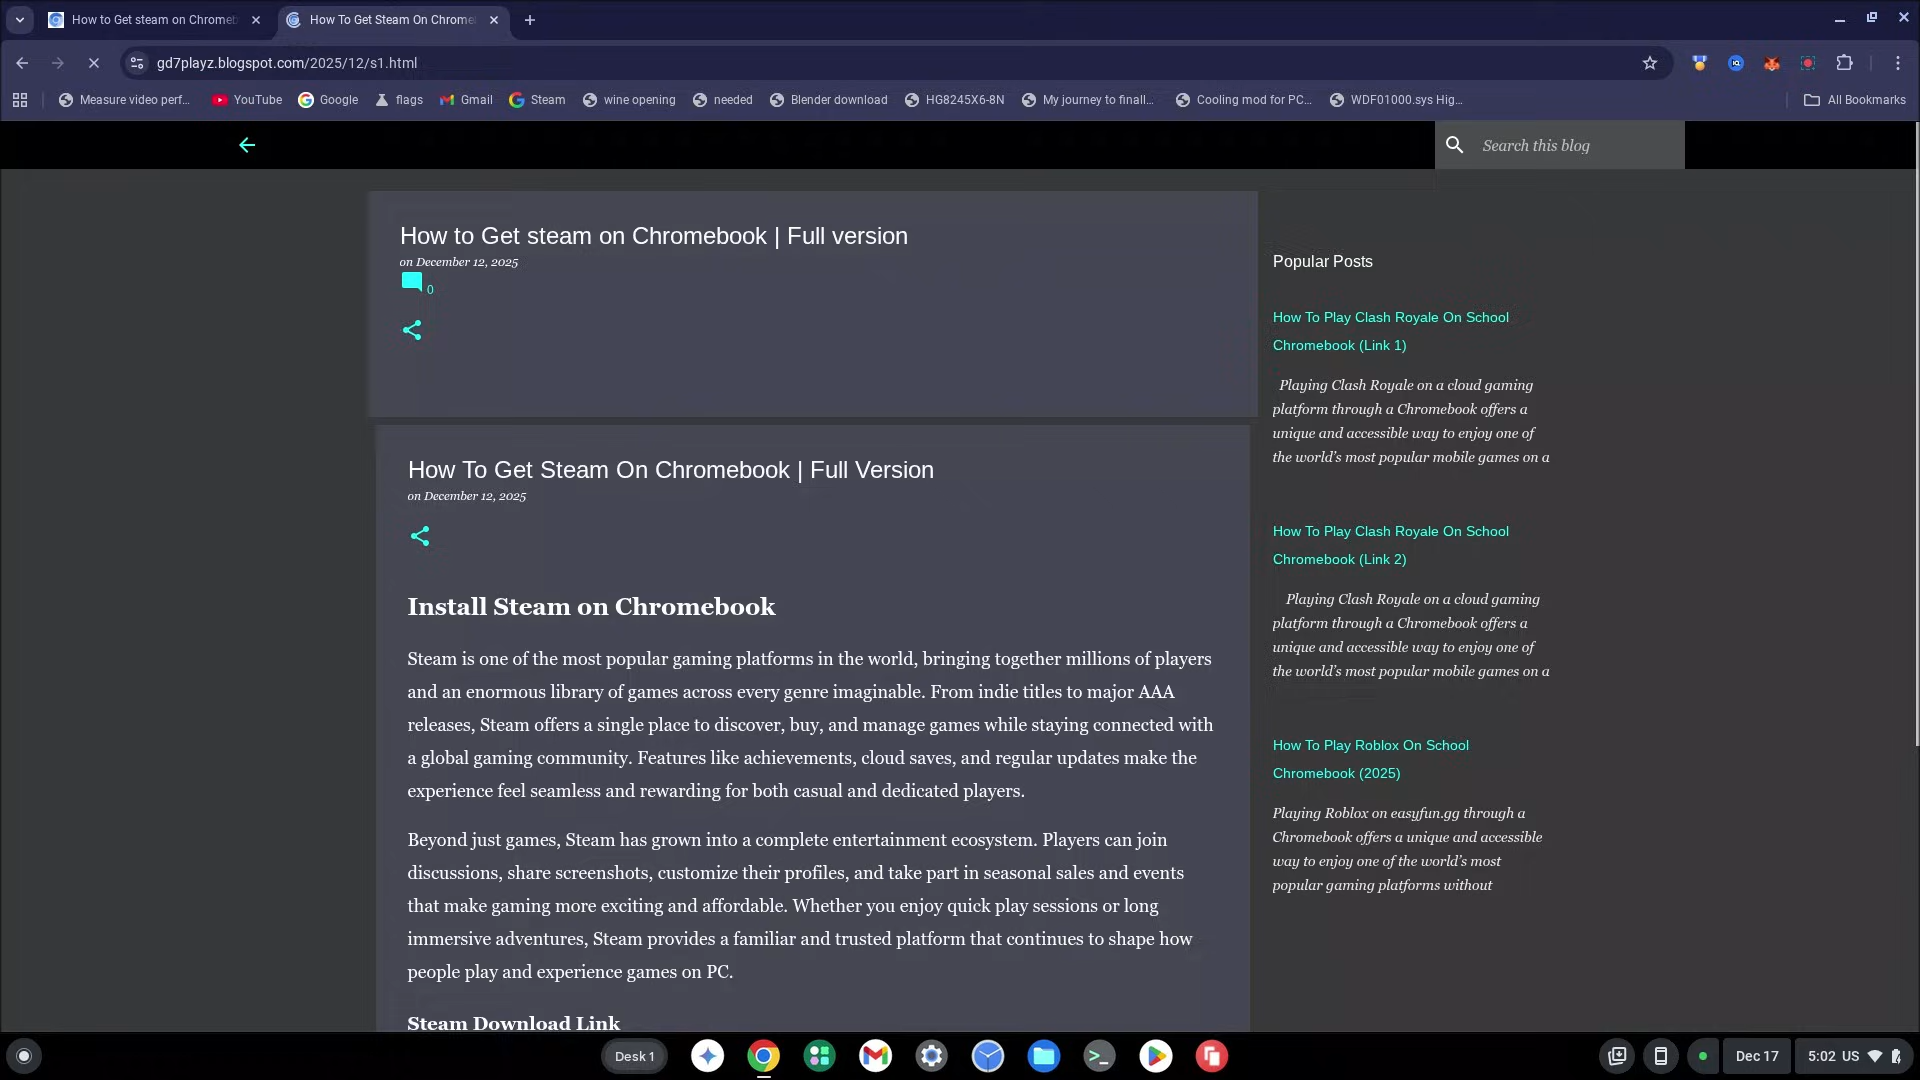 How to Get steam on Chromeb
How To Get Steam On Chrome
gd7playz.blogspot.com/2025/12/s1.html
Measure video perf...
YouTube
Google
flags
Gmail
Steam
wine opening
needed
Blender download
HG8245X6-8N
My journey to finall...
Cooling mod for PC...
WDF01000.sys Hig...
All Bookmarks
Search this blog
How to Get steam on Chromebook | Full version
on December 12, 2025
0
How To Get Steam On Chromebook | Full Version
on December 12, 2025
Install Steam on Chromebook
Steam is one of the most popular gaming platforms in the world, bringing together millions of players
and an enormous library of games across every genre imaginable. From indie titles to major AAA
releases, Steam offers a single place to discover, buy, and manage games while staying connected with
a global gaming community. Features like achievements, cloud saves, and regular updates make the
experience feel seamless and rewarding for both casual and dedicated players.
Beyond just games, Steam has grown into a complete entertainment ecosystem. Players can join
discussions, share screenshots, customize their profiles, and take part in seasonal sales and events
that make gaming more exciting and affordable. Whether you enjoy quick play sessions or long
immersive adventures, Steam provides a familiar and trusted platform that continues to shape how
people play and experience games on PC.
Steam Download Link
Popular Posts
How To Play Clash Royale On School
Chromebook (Link 1)
Playing Clash Royale on a cloud gaming
platform through a Chromebook offers a
unique and accessible way to enjoy one of
the world's most popular mobile games on a
How To Play Clash Royale On School
Chromebook (Link 2)
Playing Clash Royale on a cloud gaming
platform through a Chromebook offers a
unique and accessible way to enjoy one of
the world's most popular mobile games on a
How To Play Roblox On School
Chromebook (2025)
Playing Roblox on easyfun.gg through a
Chromebook offers a unique and accessible
way to enjoy one of the world's most
popular gaming platforms without
Desk 1
Dec 17
5:02 US